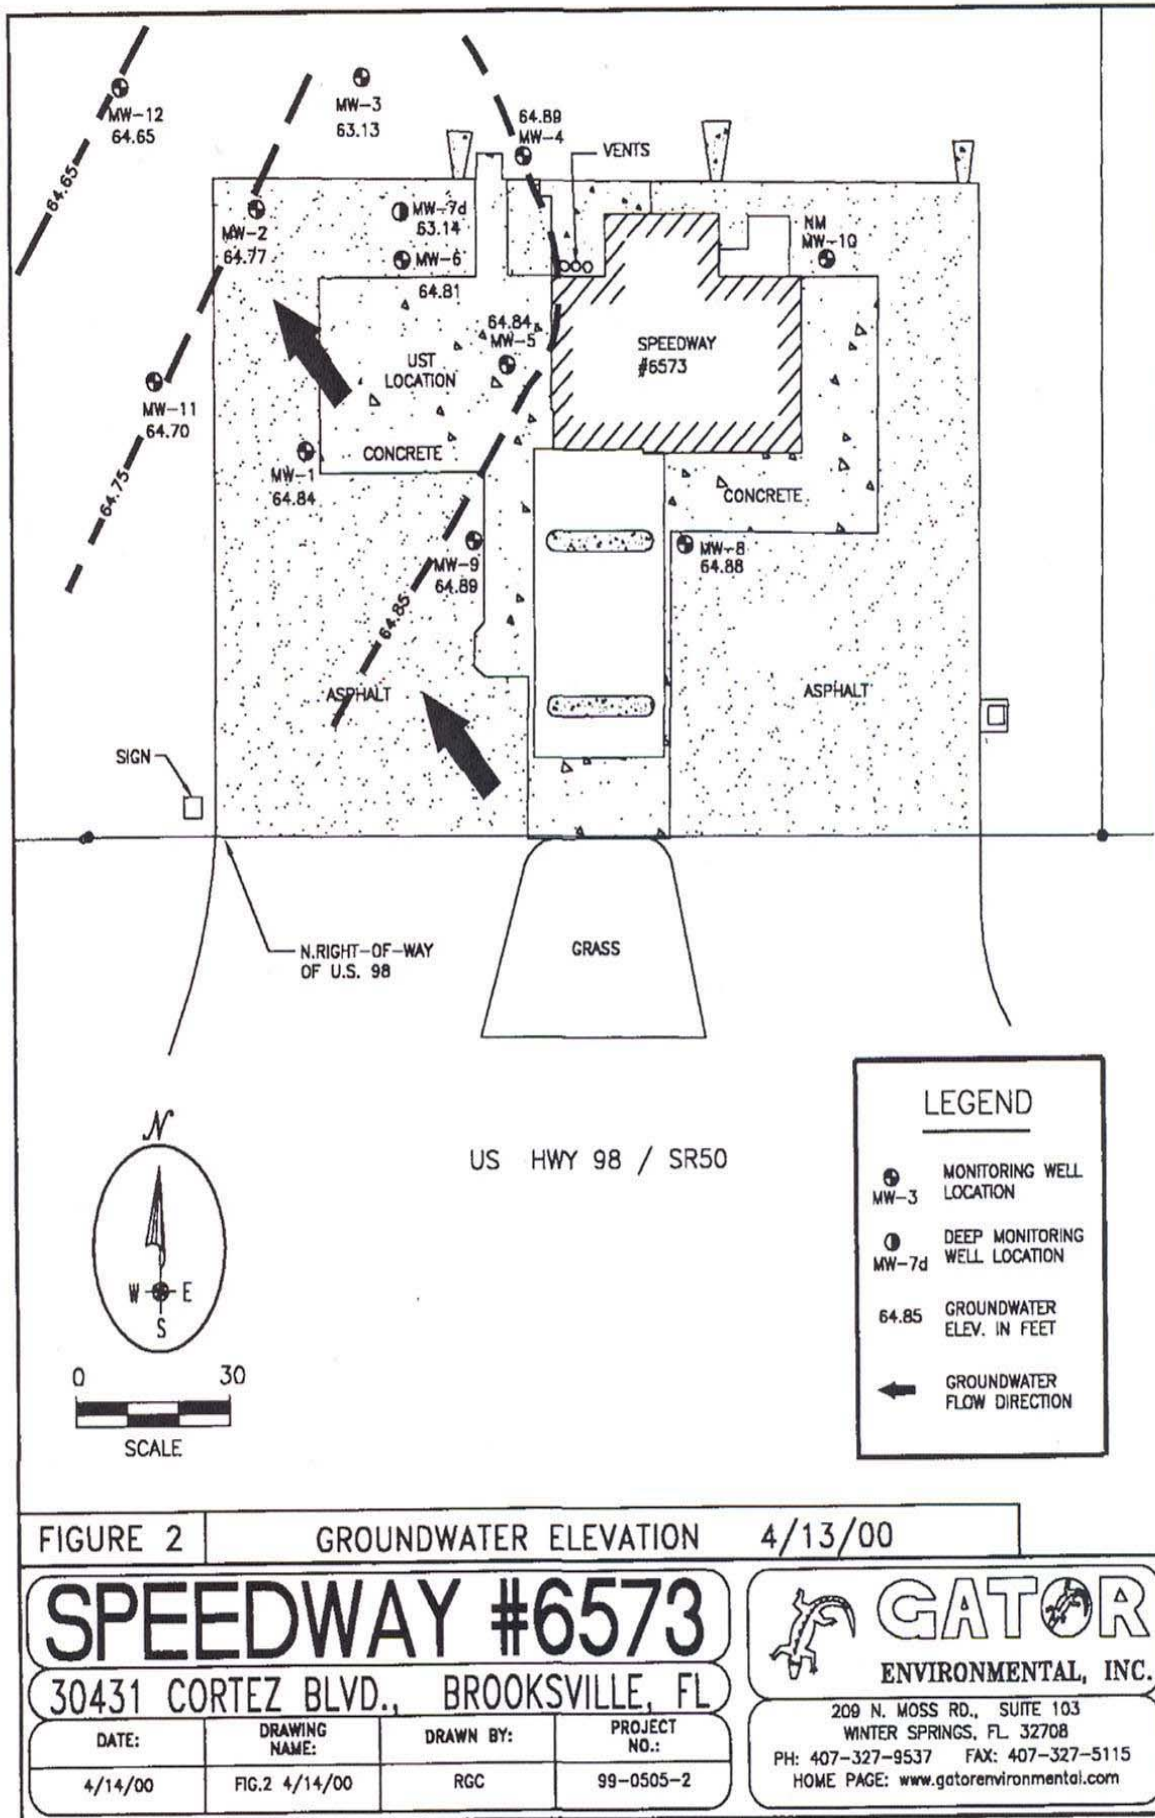 MW-12
64.65
MW-3
63.13
64.89
MW-4
VENTS
64.65
MW-2
64.77
MW-7d
63.14
MW-6
64.81
NM
MW-10
64.84
MW-5
SPEEDWAY
#6573
UST
LOCATION
MW-11
64.70
CONCRETE
MW-1
64.84
64.75
CONCRETE
MW-9
64.89
MW-8
64.88
64.85
ASPHALT
ASPHALT
SIGN
N.RIGHT-OF-WAY
OF U.S. 98
GRASS
US HWY 98 / SR50
N
W E
S
0 30
SCALE
LEGEND
MW-3
MONITORING WELL
LOCATION
MW-7d
DEEP MONITORING
WELL LOCATION
64.85
GROUNDWATER
ELEV. IN FEET
GROUNDWATER
FLOW DIRECTION
FIGURE 2 GROUNDWATER ELEVATION 4/13/00
SPEEDWAY #6573
30431 CORTEZ BLVD., BROOKSVILLE, FL
DATE:
4/14/00
DRAWING
NAME:
FIG.2 4/14/00
DRAWN BY:
RGC
PROJECT
NO.:
99-0505-2
GATOR
ENVIRONMENTAL, INC.
209 N. MOSS RD., SUITE 103
WINTER SPRINGS, FL 32708
PH: 407-327-9537 FAX: 407-327-5115
HOME PAGE: www.gatorenvironmental.com